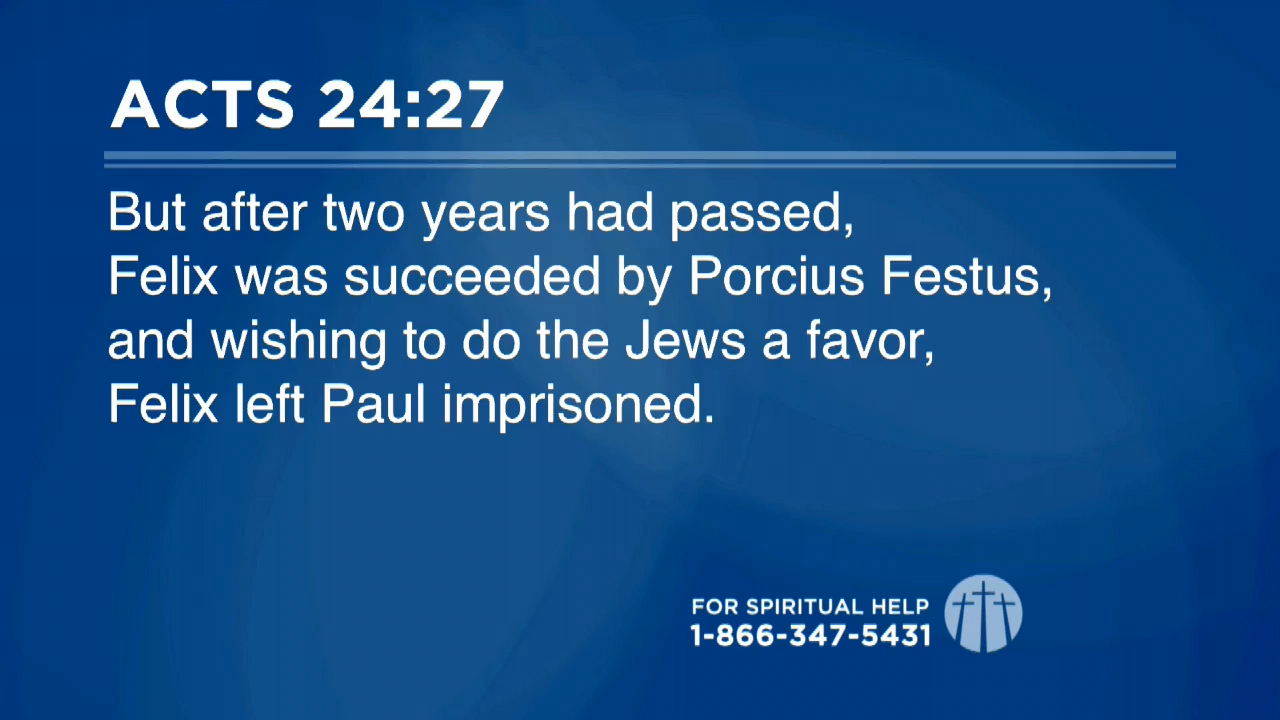 ACTS 24:27
But after two years had passed,
Felix was succeeded by Porcius Festus,
and wishing to do the Jews a favor,
Felix left Paul imprisoned.
FOR SPIRITUAL HELP
1-866-347-5431